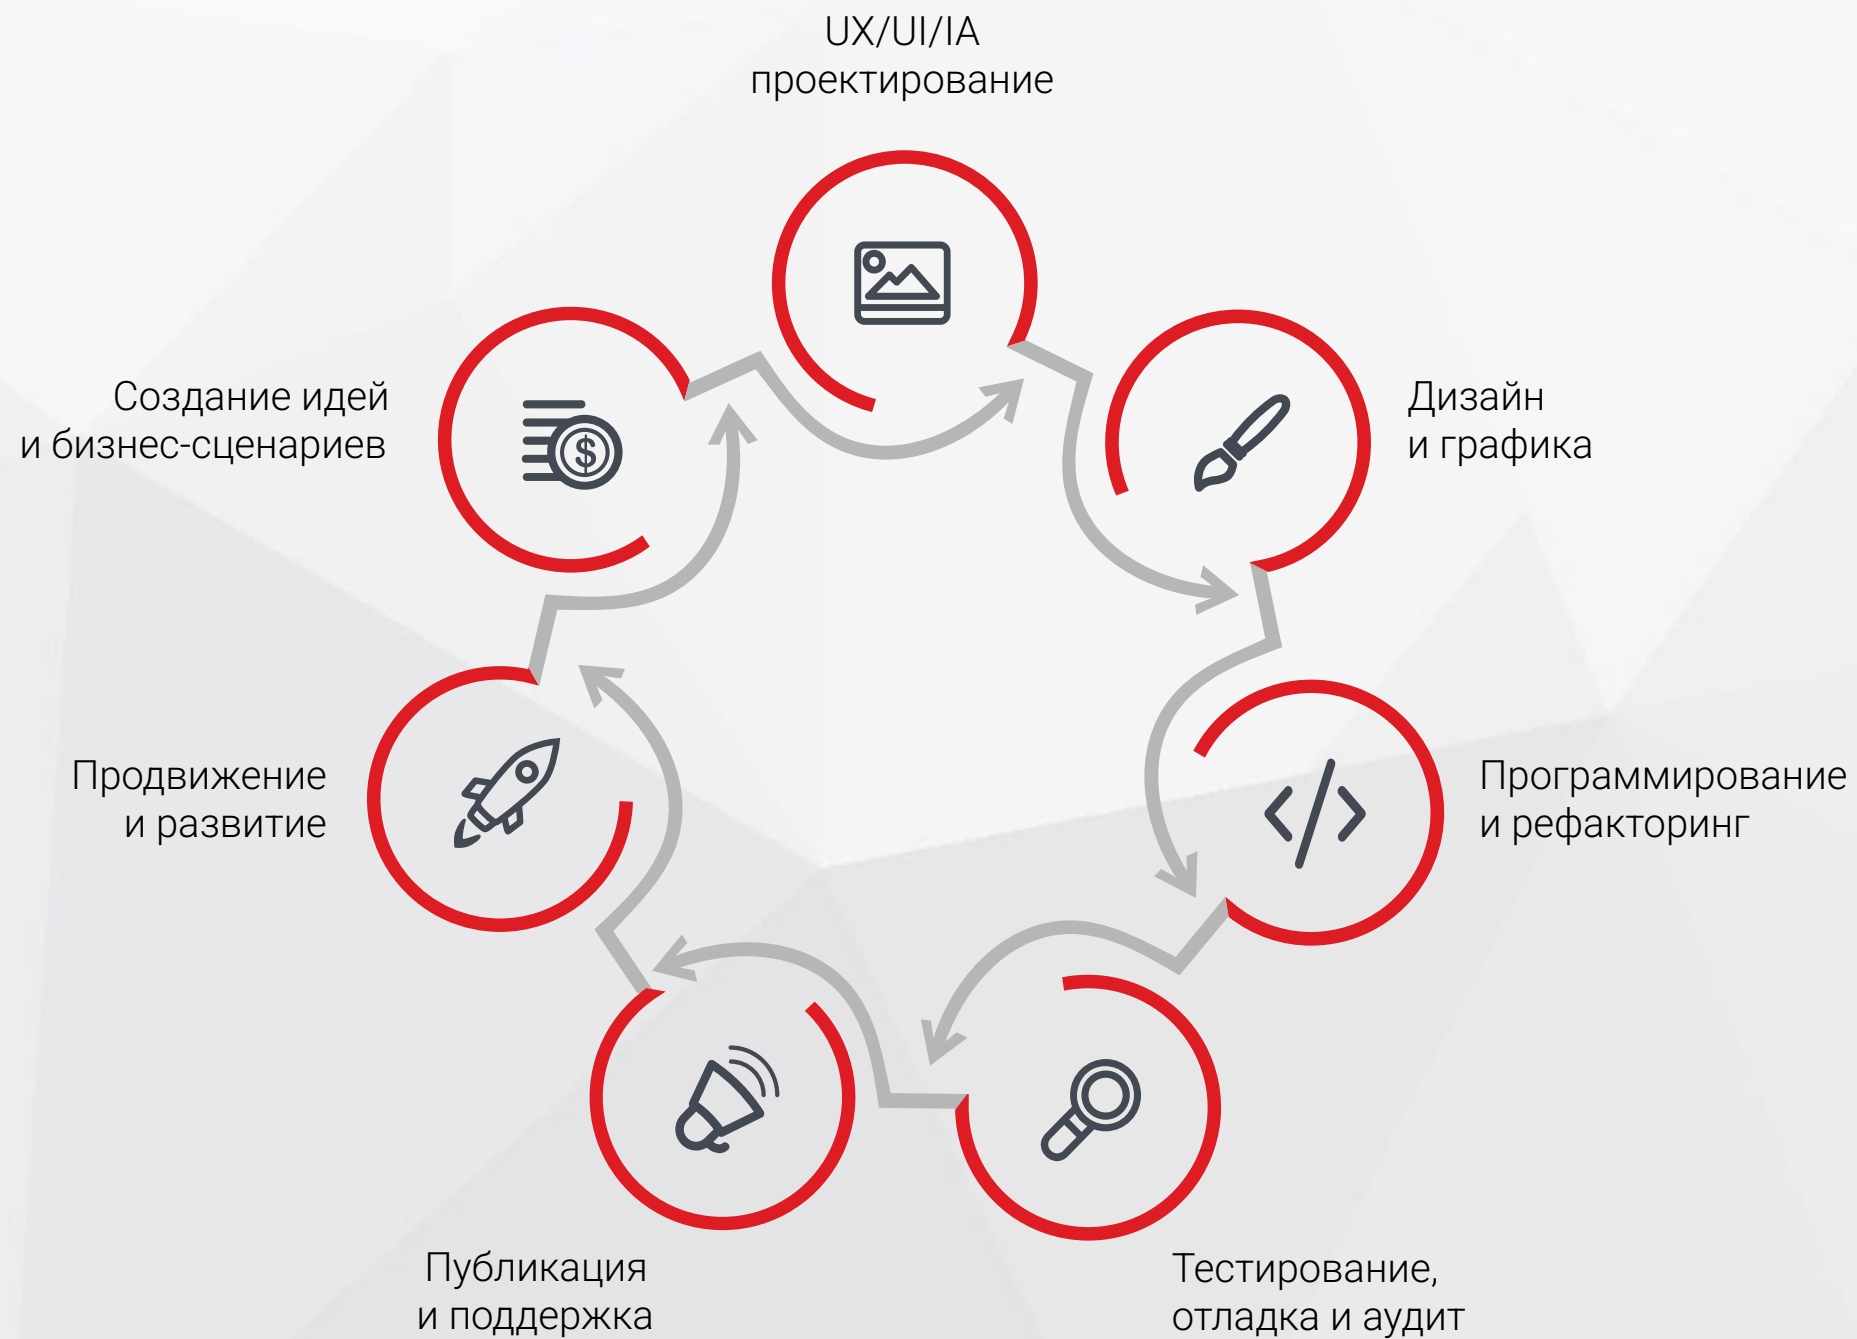 UX/UI/IA
проектирование
Создание идей
и бизнес-сценариев
$
Дизайн
и графика
Продвижение
и развитие
Программирование
и рефакторинг
Публикация
и поддержка
Тестирование,
отладка и аудит